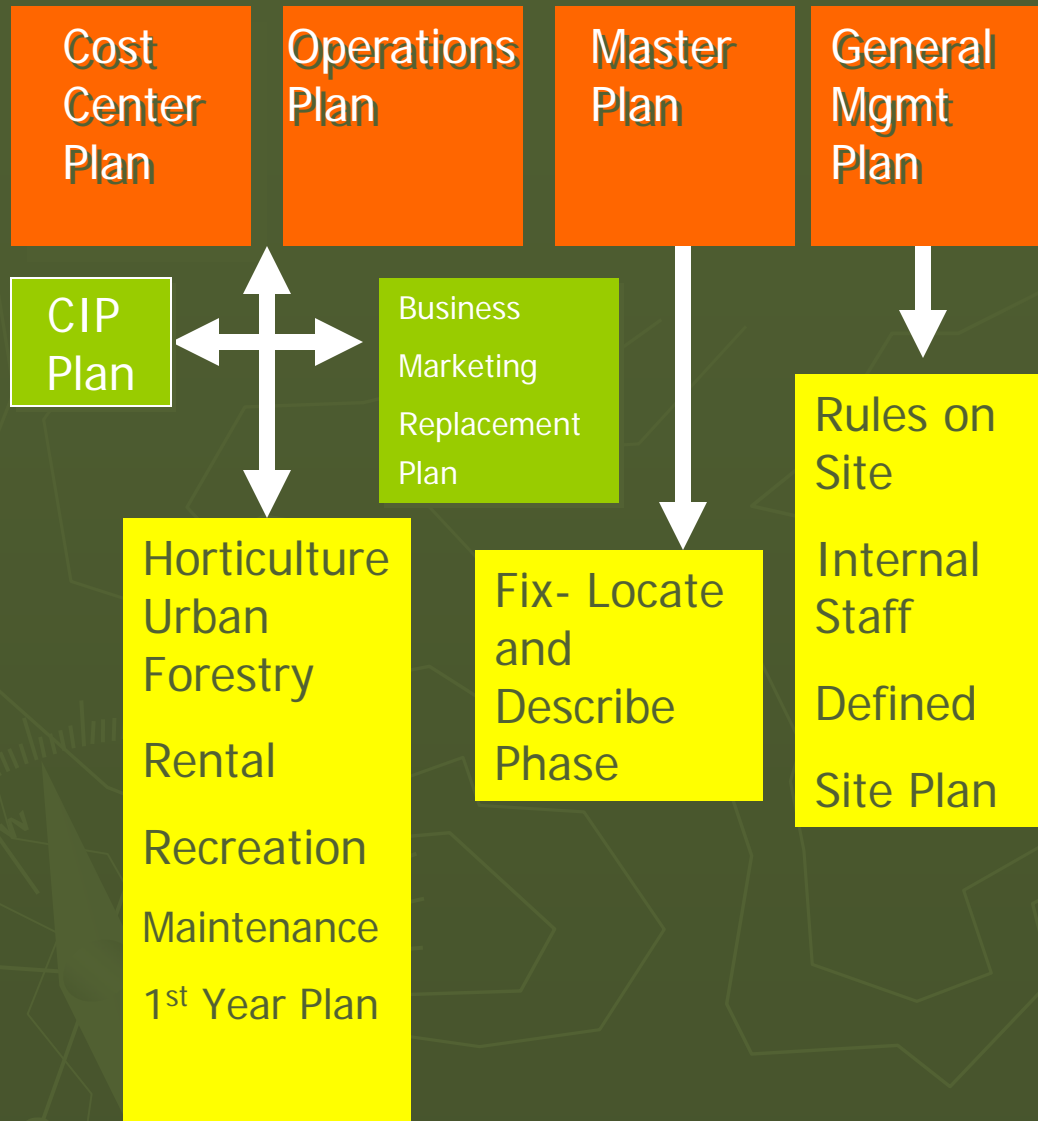 Cost
Center
Plan
Operations
Plan
Master
Plan
General
Mgmt
Plan
CIP
Plan
Business
Marketing
Replacement
Plan
Horticulture
Urban
Forestry
Rental
Recreation
Maintenance
1st Year Plan
Fix- Locate
and
Describe
Phase
Rules on
Site
Internal
Staff
Defined
Site Plan